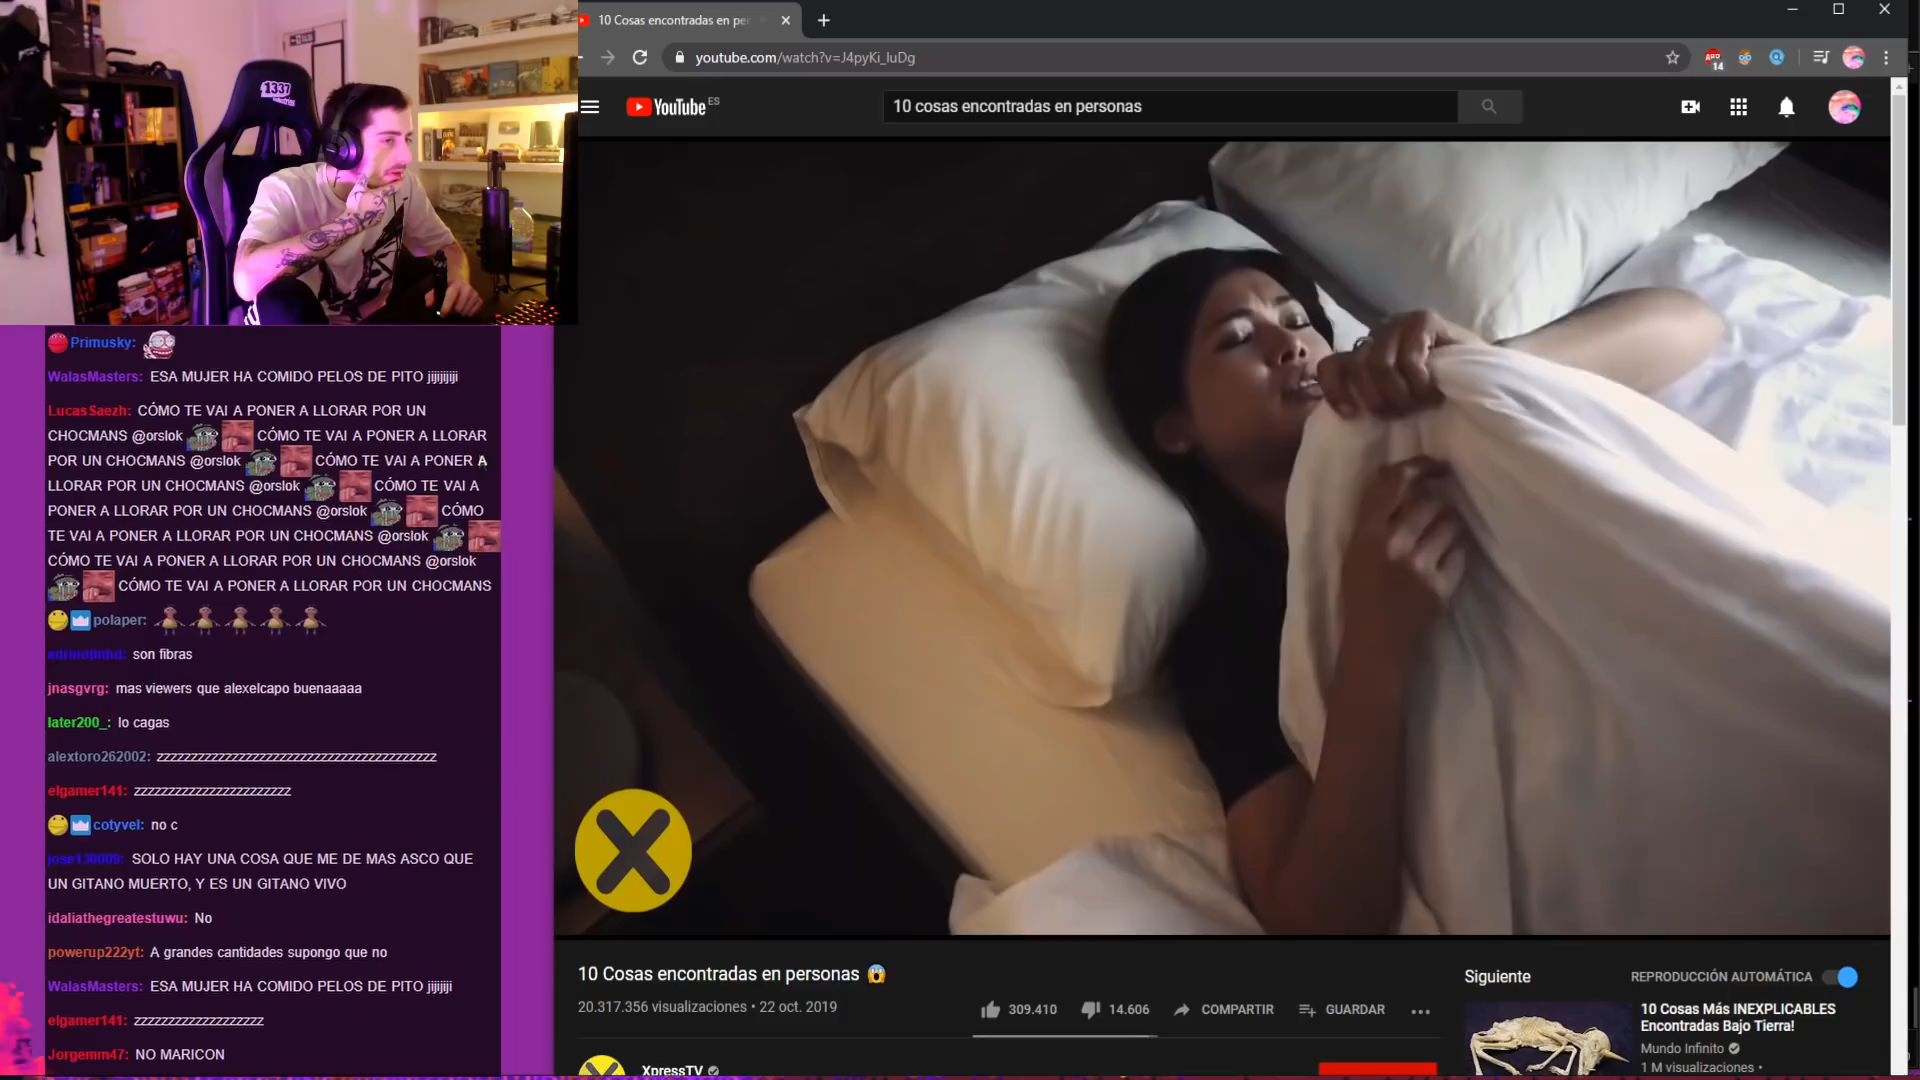 10 Cosas encontradas en per
youtube.com/watch?v=J4pyKi_luDg
14
1337
YouTube ES
10 cosas encontradas en personas
Primusky:
WalasMasters: ESA MUJER HA COMIDO PELOS DE PITO jijijijiji
LucasSaezh: CÓMO TE VAI A PONER A LLORAR POR UN
CHOCMANS @orslok CÓMO TE VAI A PONER A LLORAR
POR UN CHOCMANS @orslok CÓMO TE VAI A PONER A
LLORAR POR UN CHOCMANS @orslok CÓMO TE VAI A
PONER A LLORAR POR UN CHOCMANS @orslok CÓMO
TE VAI A PONER A LLORAR POR UN CHOCMANS @orslok
CÓMO TE VAI A PONER A LLORAR POR UN CHOCMANS @orslok
CÓMO TE VAI A PONER A LLORAR POR UN CHOCMANS
polaper:
son fibras
jnasgvrg: mas viewers que alexelcapo buenaaaaa
later200_: lo cagas
alextoro262002: zzzzzzzzzzzzzzzzzzzzzzzzzzzzzzzzzzzzzzzzz
elgamer141: zzzzzzzzzzzzzzzzzzzzzzz
cotyvel: no c
jose130009: SOLO HAY UNA COSA QUE ME DE MAS ASCO QUE
UN GITANO MUERTO, Y ES UN GITANO VIVO
idaliathegreatestuwu: No
powerup222yt: A grandes cantidades supongo que no
WalasMasters: ESA MUJER HA COMIDO PELOS DE PITO jijijiji
elgamer141: zzzzzzzzzzzzzzzzzzz
Jorgemm47: NO MARICON
10 Cosas encontradas en personas
20.317.356 visualizaciones • 22 oct. 2019
309.410
14.606
COMPARTIR
GUARDAR
XpressTV
Siguiente
REPRODUCCIÓN AUTOMÁTICA
10 Cosas Más INEXPLICABLES
Encontradas Bajo Tierra!
Mundo Infinito
1 M visualizaciones •